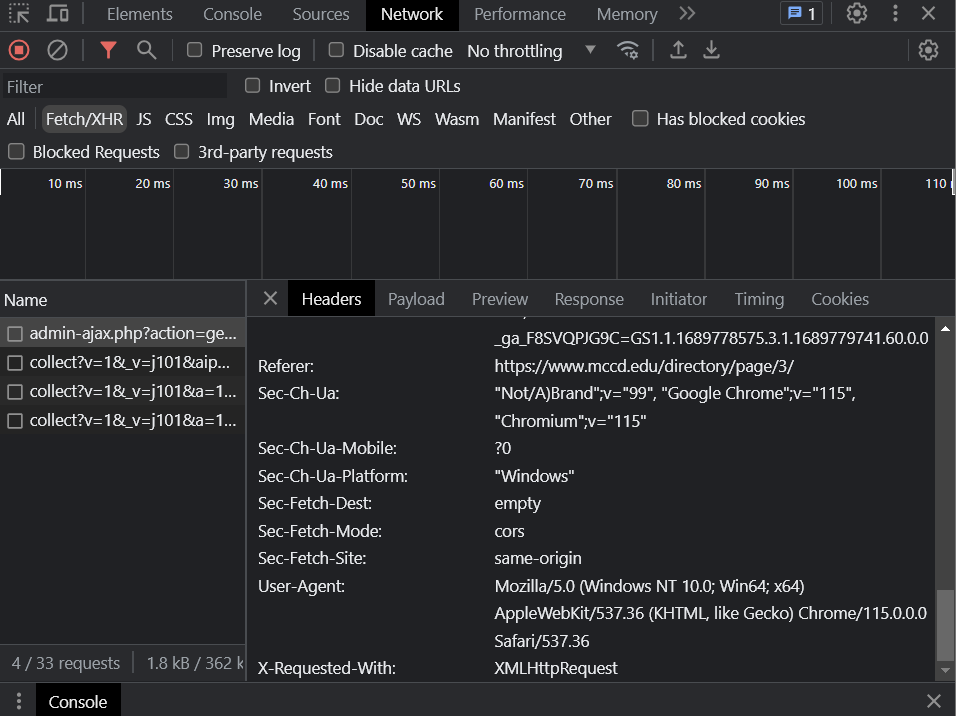 Elements Console Sources Network Performance Memory 1
Preserve log Disable cache No throttling
Filter Invert Hide data URLs
All Fetch/XHR JS CSS Img Media Font Doc WS Wasm Manifest Other Has blocked cookies
Blocked Requests 3rd-party requests
10 ms 20 ms 30 ms 40 ms 50 ms 60 ms 70 ms 80 ms 90 ms 100 ms 110
Name
admin-ajax.php?action=ge...
collect?v=1&_v=j101&aip...
collect?v=1&_v=j101&a=1...
collect?v=1&_v=j101&a=1...
4 / 33 requests 1.8 kB / 362 k
Headers Payload Preview Response Initiator Timing Cookies
_ga_F8SVQPJG9C=GS1.1.1689778575.3.1.1689779741.60.0.0
Referer: https://www.mccd.edu/directory/page/3/
Sec-Ch-Ua: "Not/A)Brand";v="99", "Google Chrome";v="115",
"Chromium";v="115"
Sec-Ch-Ua-Mobile: ?0
Sec-Ch-Ua-Platform: "Windows"
Sec-Fetch-Dest: empty
Sec-Fetch-Mode: cors
Sec-Fetch-Site: same-origin
User-Agent: Mozilla/5.0 (Windows NT 10.0; Win64; x64)
AppleWebKit/537.36 (KHTML, like Gecko) Chrome/115.0.0.0
Safari/537.36
X-Requested-With: XMLHttpRequest
Console